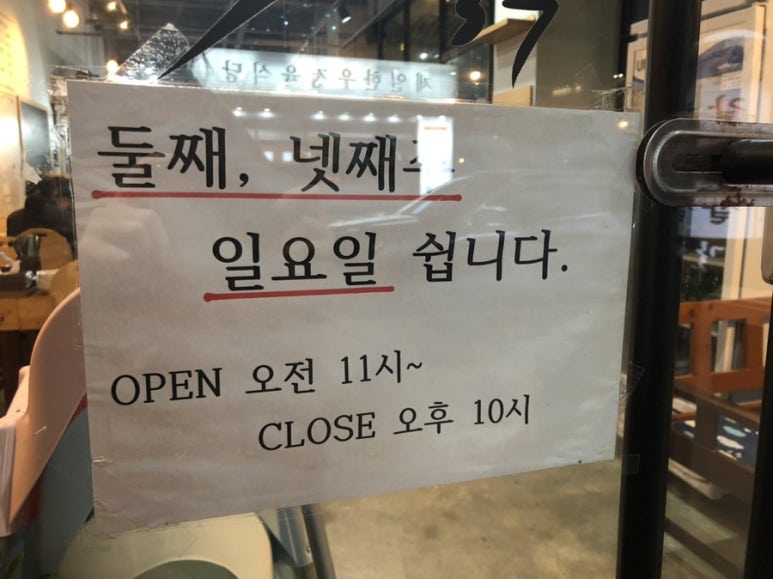 둘째, 넷째주
일요일 쉽니다.
OPEN 오전 11시~
CLOSE 오후 10시